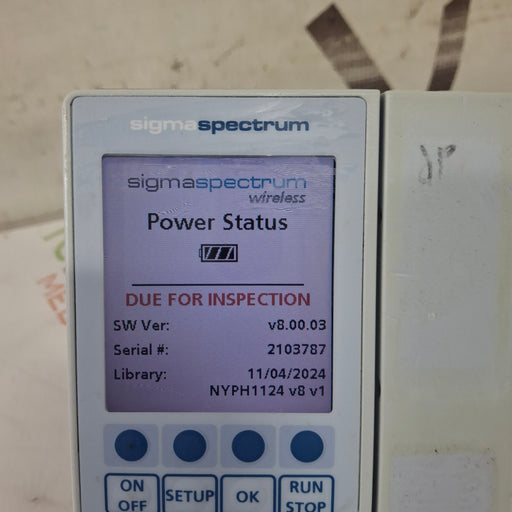 sigmaspectrum
sigmaspectrum
wireless
Power Status
DUE FOR INSPECTION
SW Ver: v8.00.03
Serial #: 2103787
Library: 11/04/2024
NYPH1124 v8 v1
ON
OFF
SETUP
OK
RUN
STOP